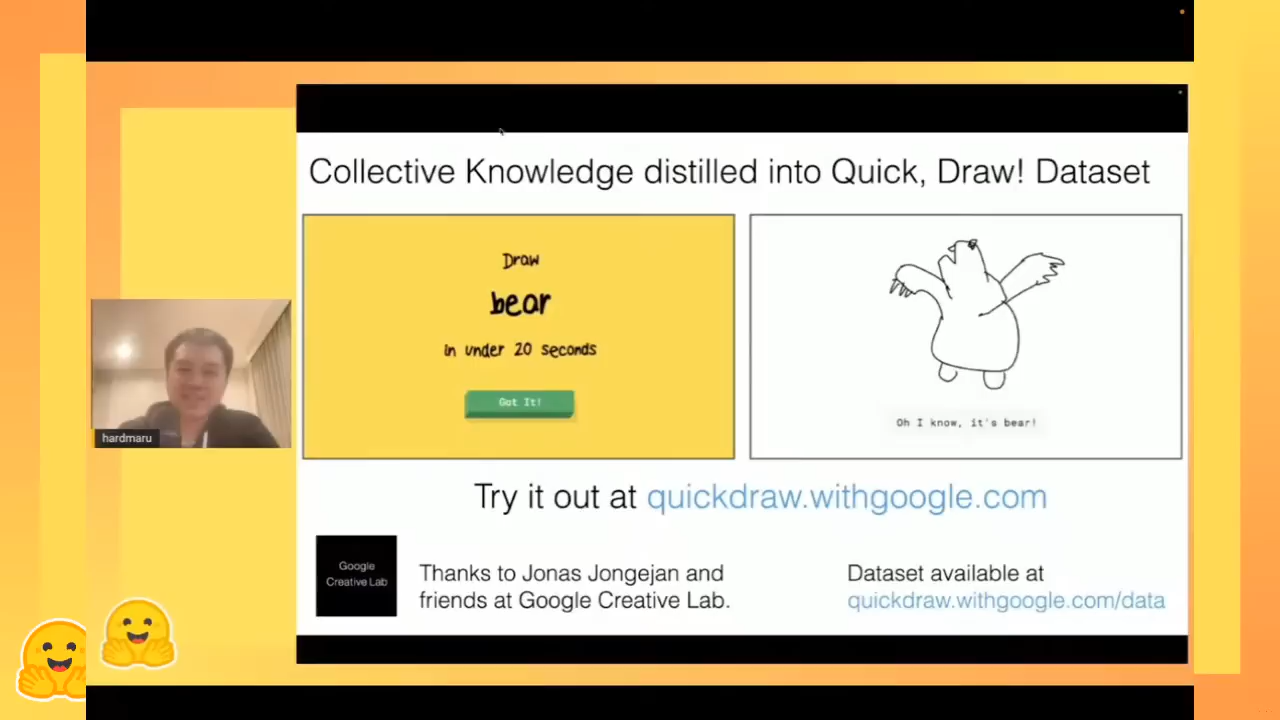 Collective Knowledge distilled into Quick, Draw! Dataset
Draw
bear
in under 20 seconds
Got It!
Oh I know, it's bear!
hardmaru
Try it out at quickdraw.withgoogle.com
Google
Creative Lab
Thanks to Jonas Jongejan and
friends at Google Creative Lab.
Dataset available at
quickdraw.withgoogle.com/data